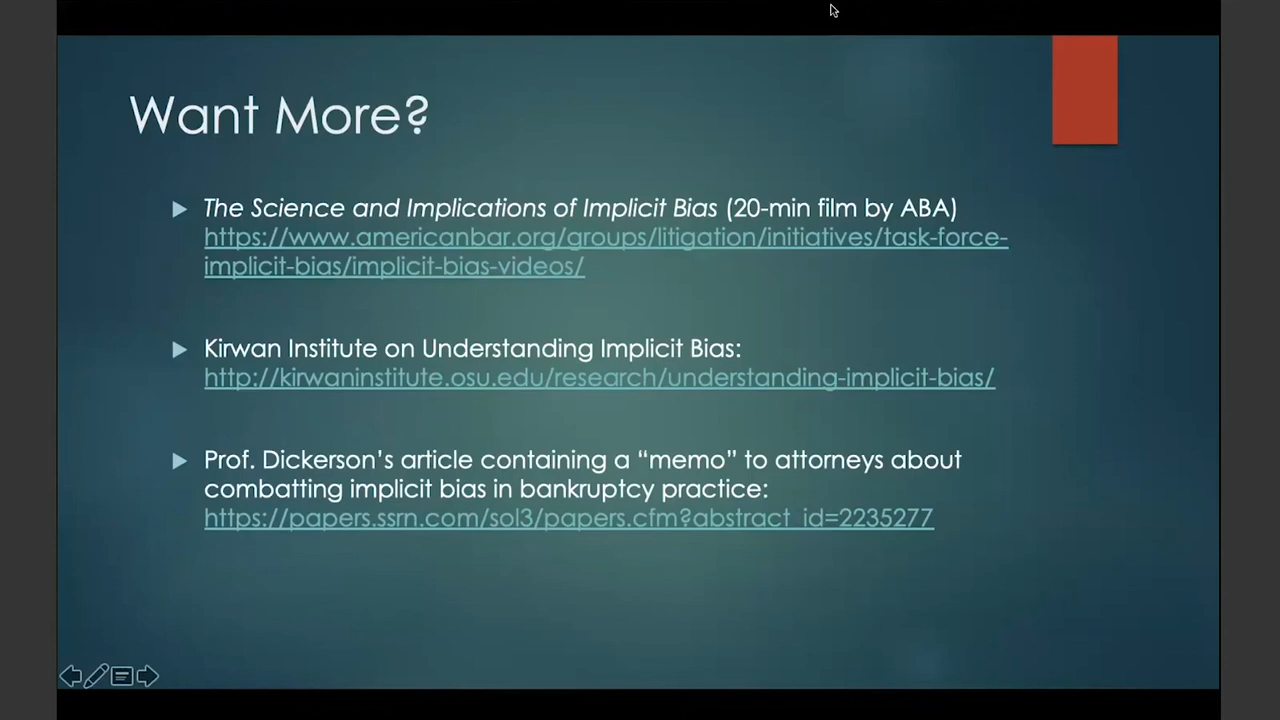 Want More?
The Science and Implications of Implicit Bias (20-min film by ABA)
https://www.americanbar.org/groups/litigation/initiatives/task-force-
implicit-bias/implicit-bias-videos/
Kirwan Institute on Understanding Implicit Bias:
http://kirwaninstitute.osu.edu/research/understanding-implicit-bias/
Prof. Dickerson’s article containing a “memo” to attorneys about
combatting implicit bias in bankruptcy practice:
https://papers.ssrn.com/sol3/papers.cfm?abstract_id=2235277